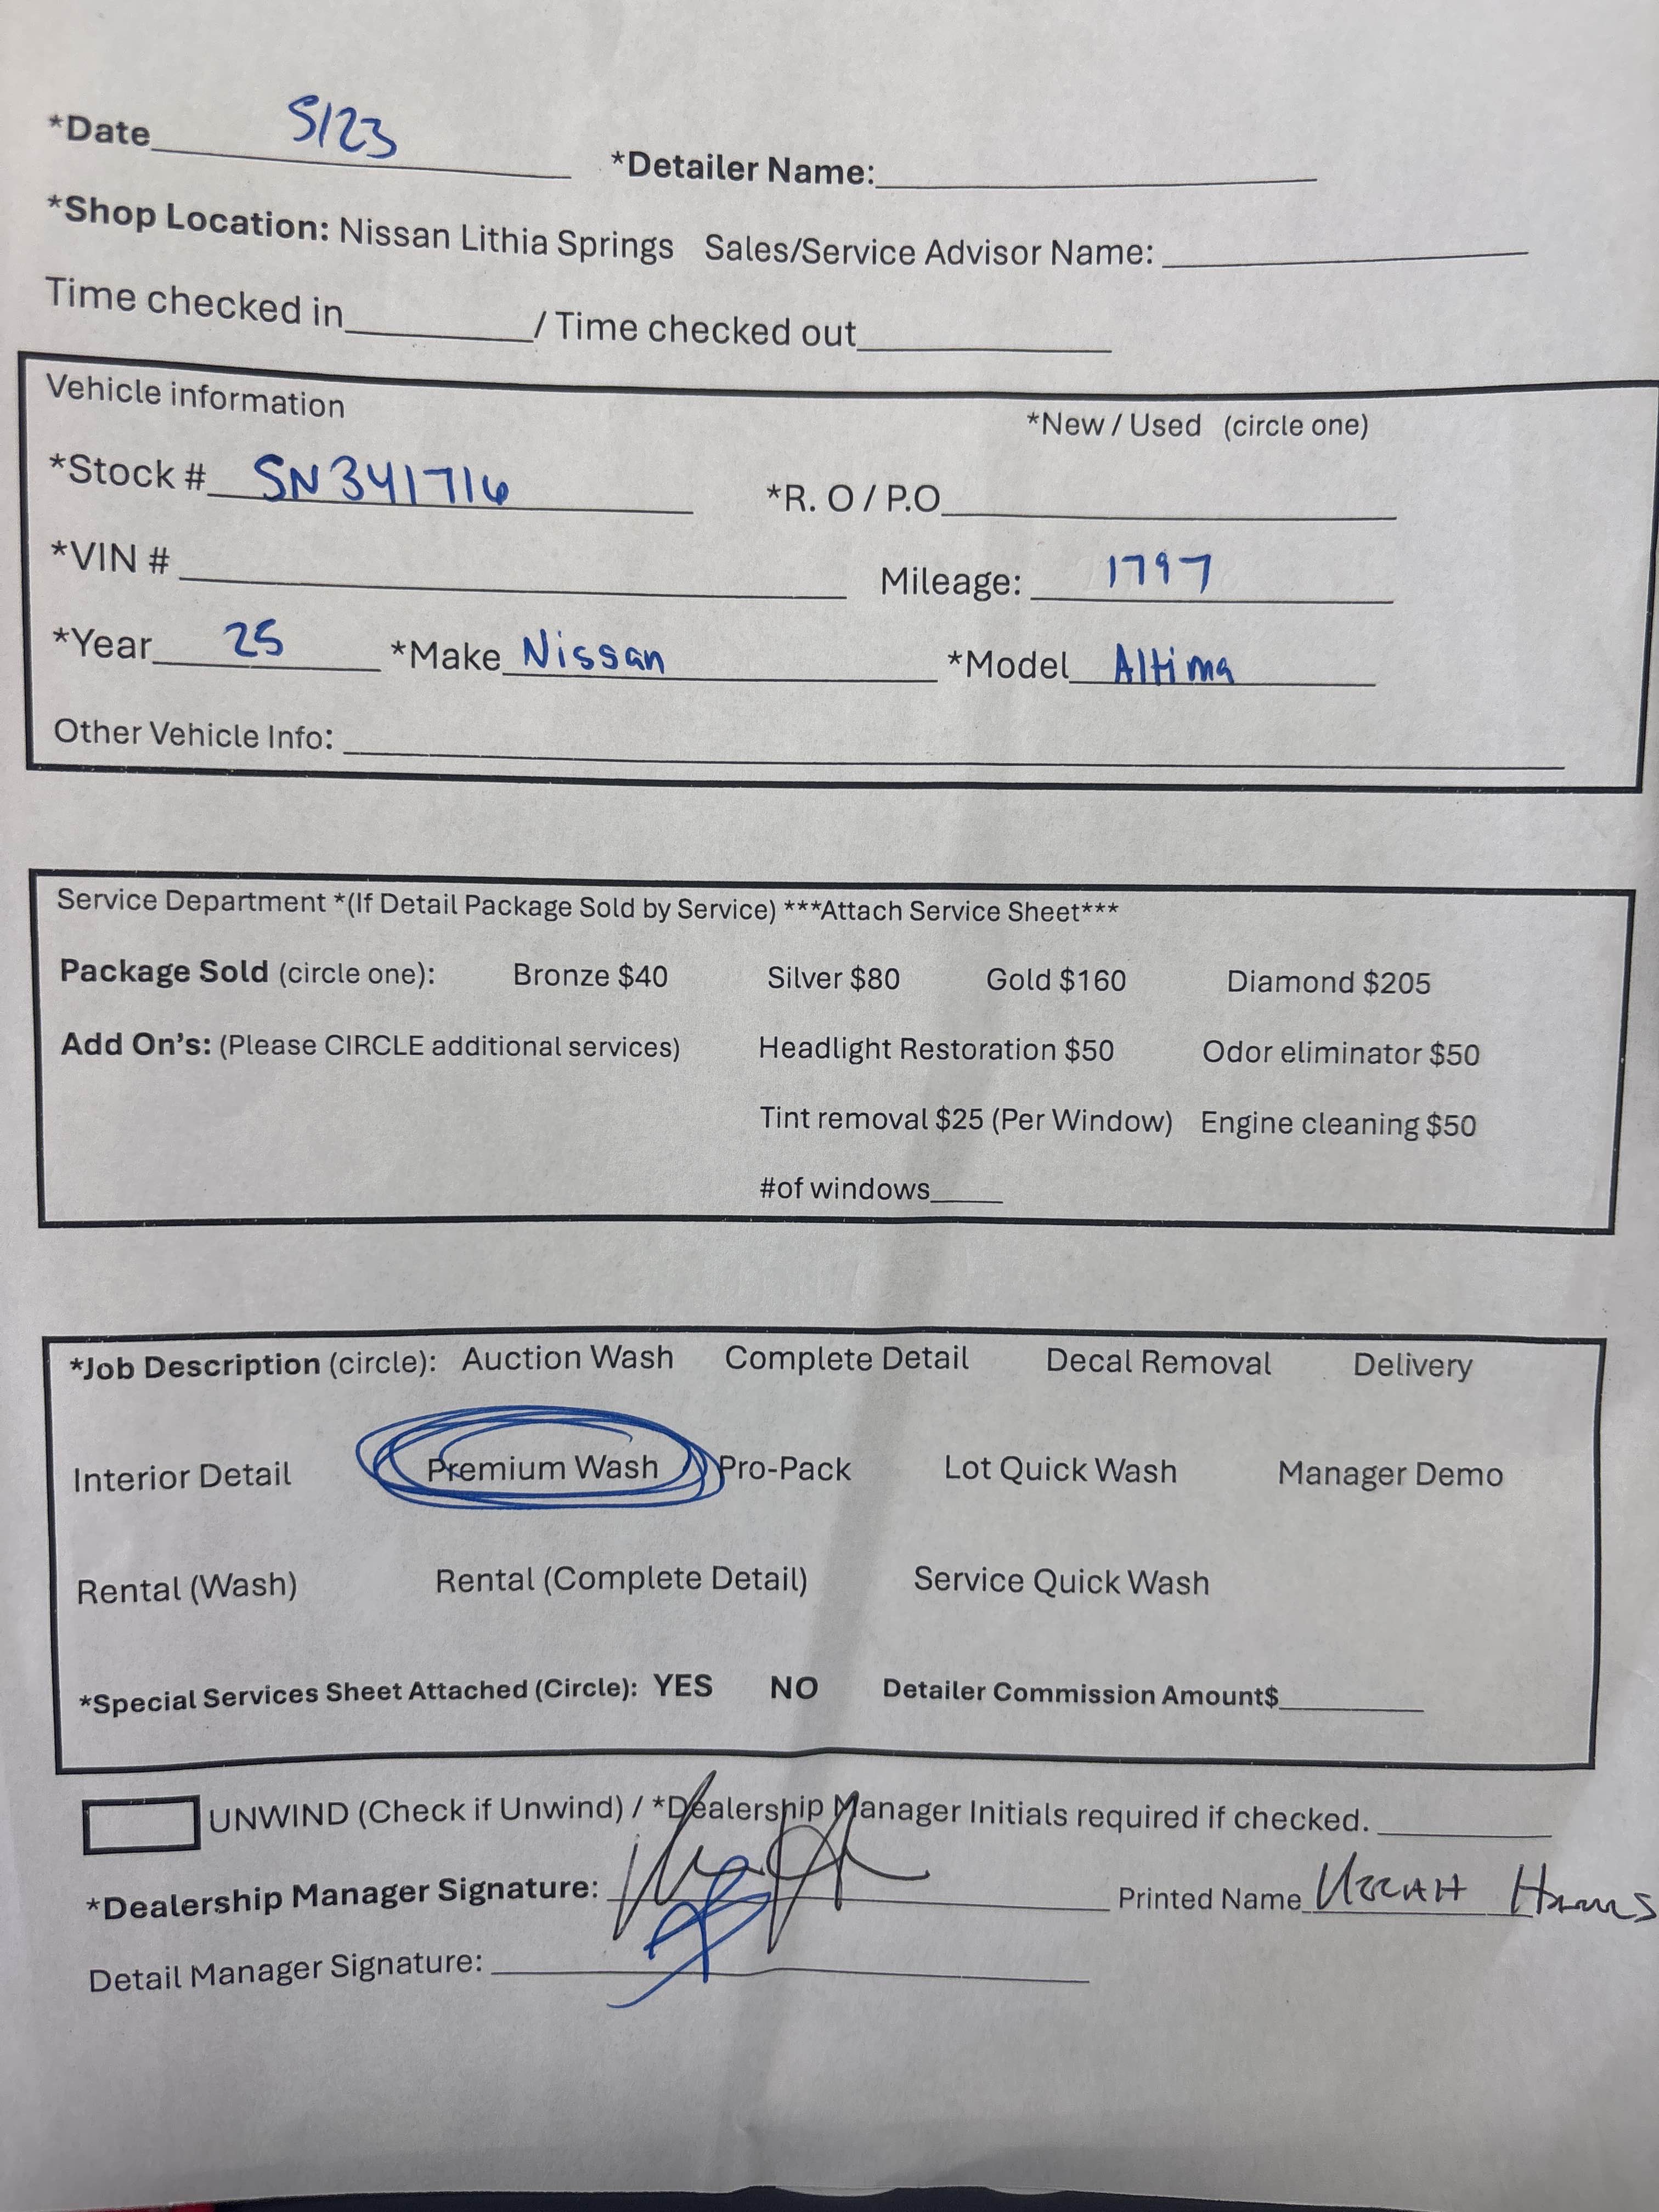 *Date 5/23 *Detailer Name:
*Shop Location: Nissan Lithia Springs Sales/Service Advisor Name:
Time checked in / Time checked out
Vehicle information
*New / Used (circle one)
*Stock # SN341716 *R. O / P.O
*VIN # Mileage: 1797
*Year 25 *Make Nissan *Model Altima
Other Vehicle Info:
Service Department *(If Detail Package Sold by Service) ***Attach Service Sheet***
Package Sold (circle one): Bronze $40 Silver $80 Gold $160 Diamond $205
Add On's: (Please CIRCLE additional services) Headlight Restoration $50 Odor eliminator $50
Tint removal $25 (Per Window) Engine cleaning $50
#of windows
*Job Description (circle): Auction Wash Complete Detail Decal Removal Delivery
Interior Detail Premium Wash Pro-Pack Lot Quick Wash Manager Demo
Rental (Wash) Rental (Complete Detail) Service Quick Wash
*Special Services Sheet Attached (Circle): YES NO Detailer Commission Amount$
UNWIND (Check if Unwind) / *Dealership Manager Initials required if checked.
*Dealership Manager Signature: Printed Name
Detail Manager Signature: